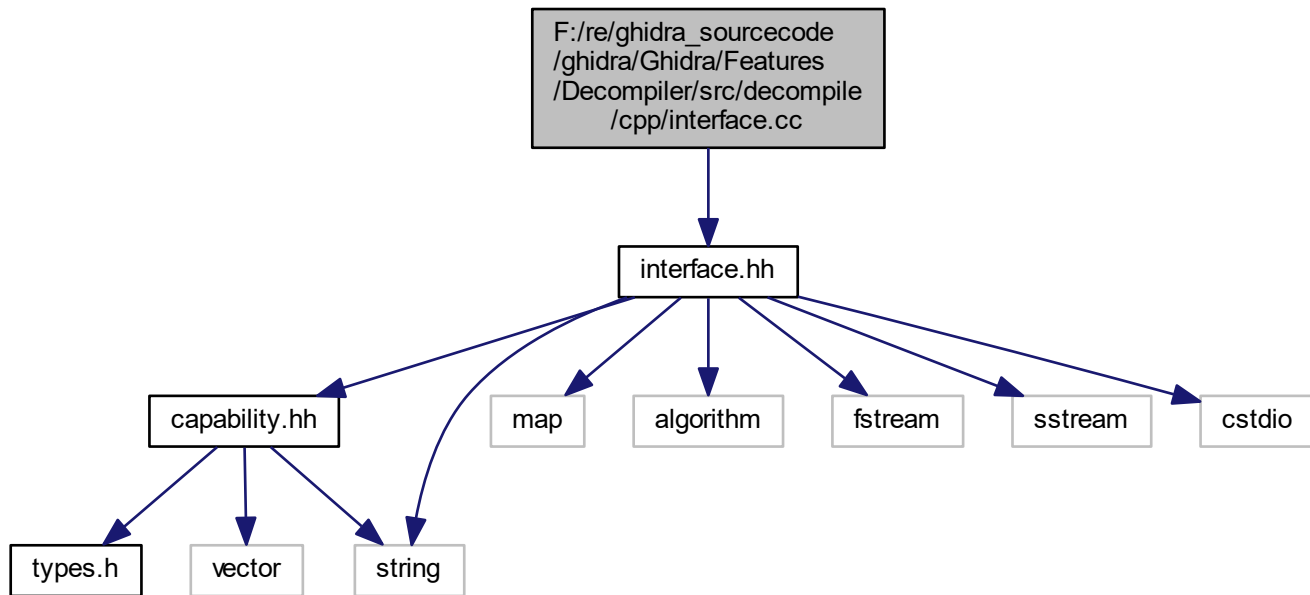 F:/re/ghidra_sourcecode
/ghidra/Ghidra/Features
/Decompiler/src/decompile
/cpp/interface.cc
interface.hh
capability.hh
map
algorithm
fstream
sstream
cstdio
types.h
vector
string